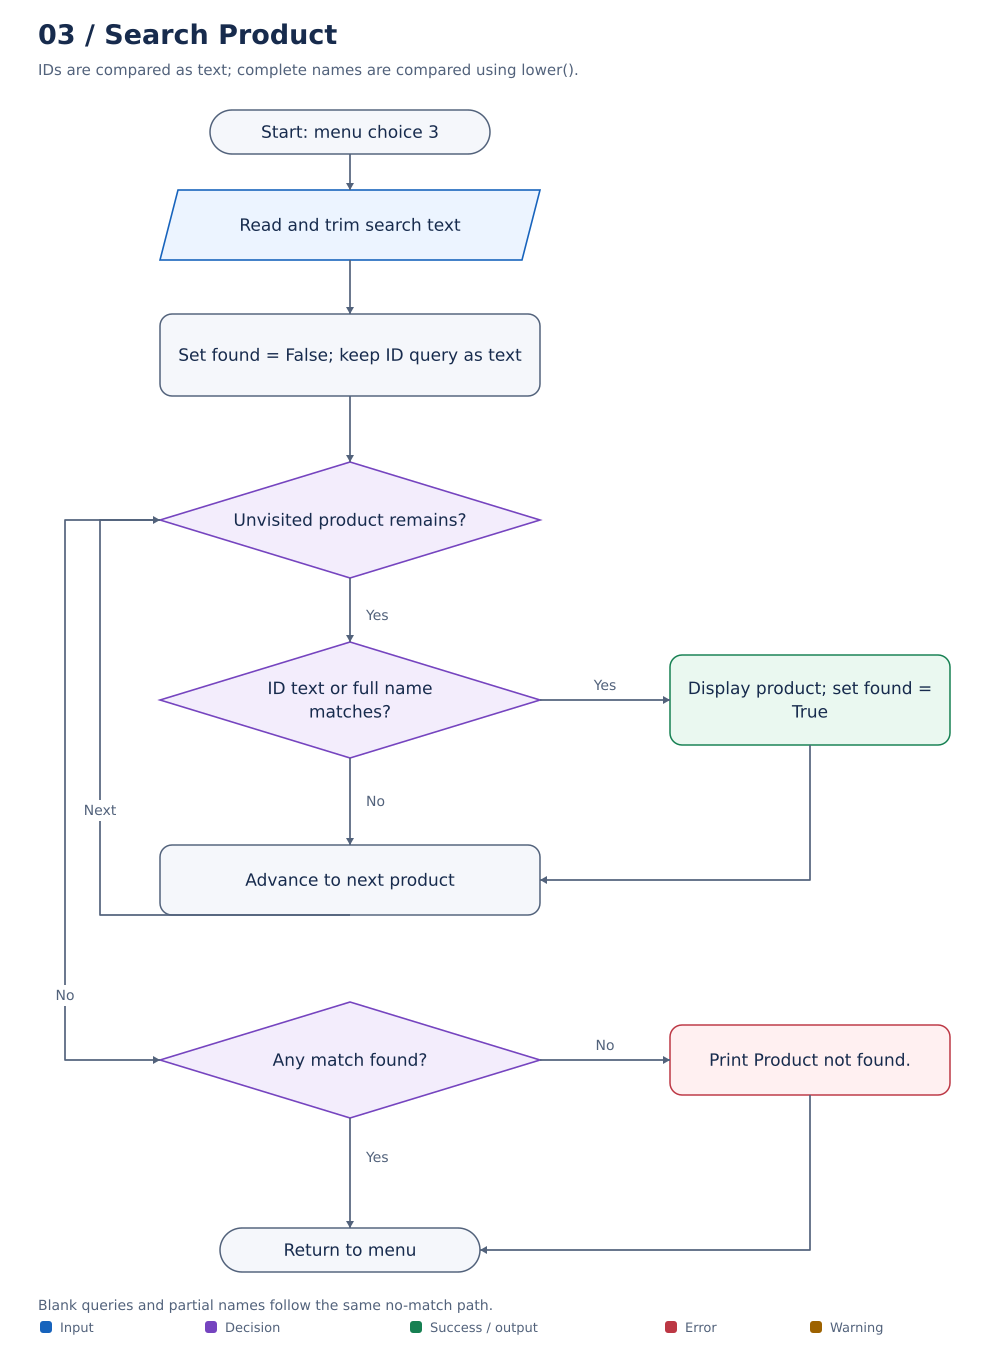 03 / Search Product
IDs are compared as text; complete names are compared using lower().
Start: menu choice 3
Read and trim search text
Set found = False; keep ID query as text
Unvisited product remains?
Yes
ID text or full name
matches?
Yes
Display product; set found =
True
No
Next
Advance to next product
No
Any match found?
No
Print Product not found.
Yes
Return to menu
Blank queries and partial names follow the same no-match path.
Input
Decision
Success / output
Error
Warning